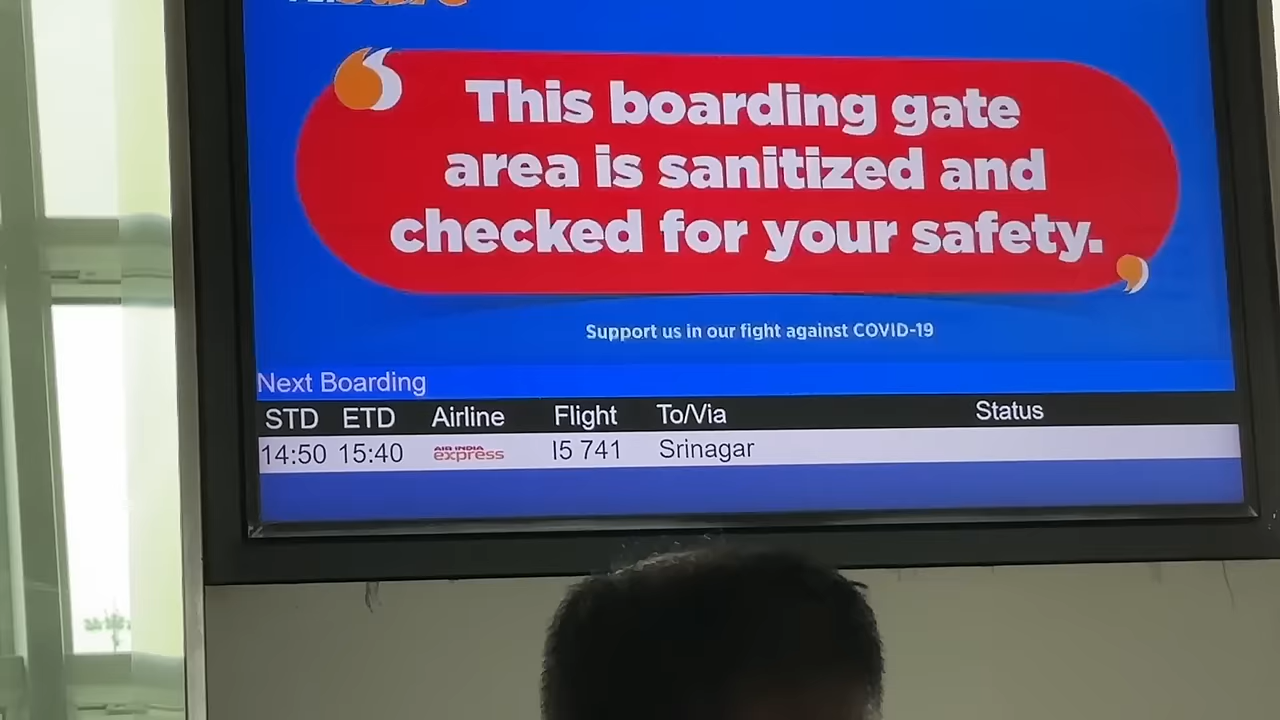 This boarding gate
area is sanitized and
checked for your safety.
Support us in our fight against COVID-19
Next Boarding
STD ETD Airline Flight To/Via Status
14:50 15:40 AIR INDIA express I5 741 Srinagar